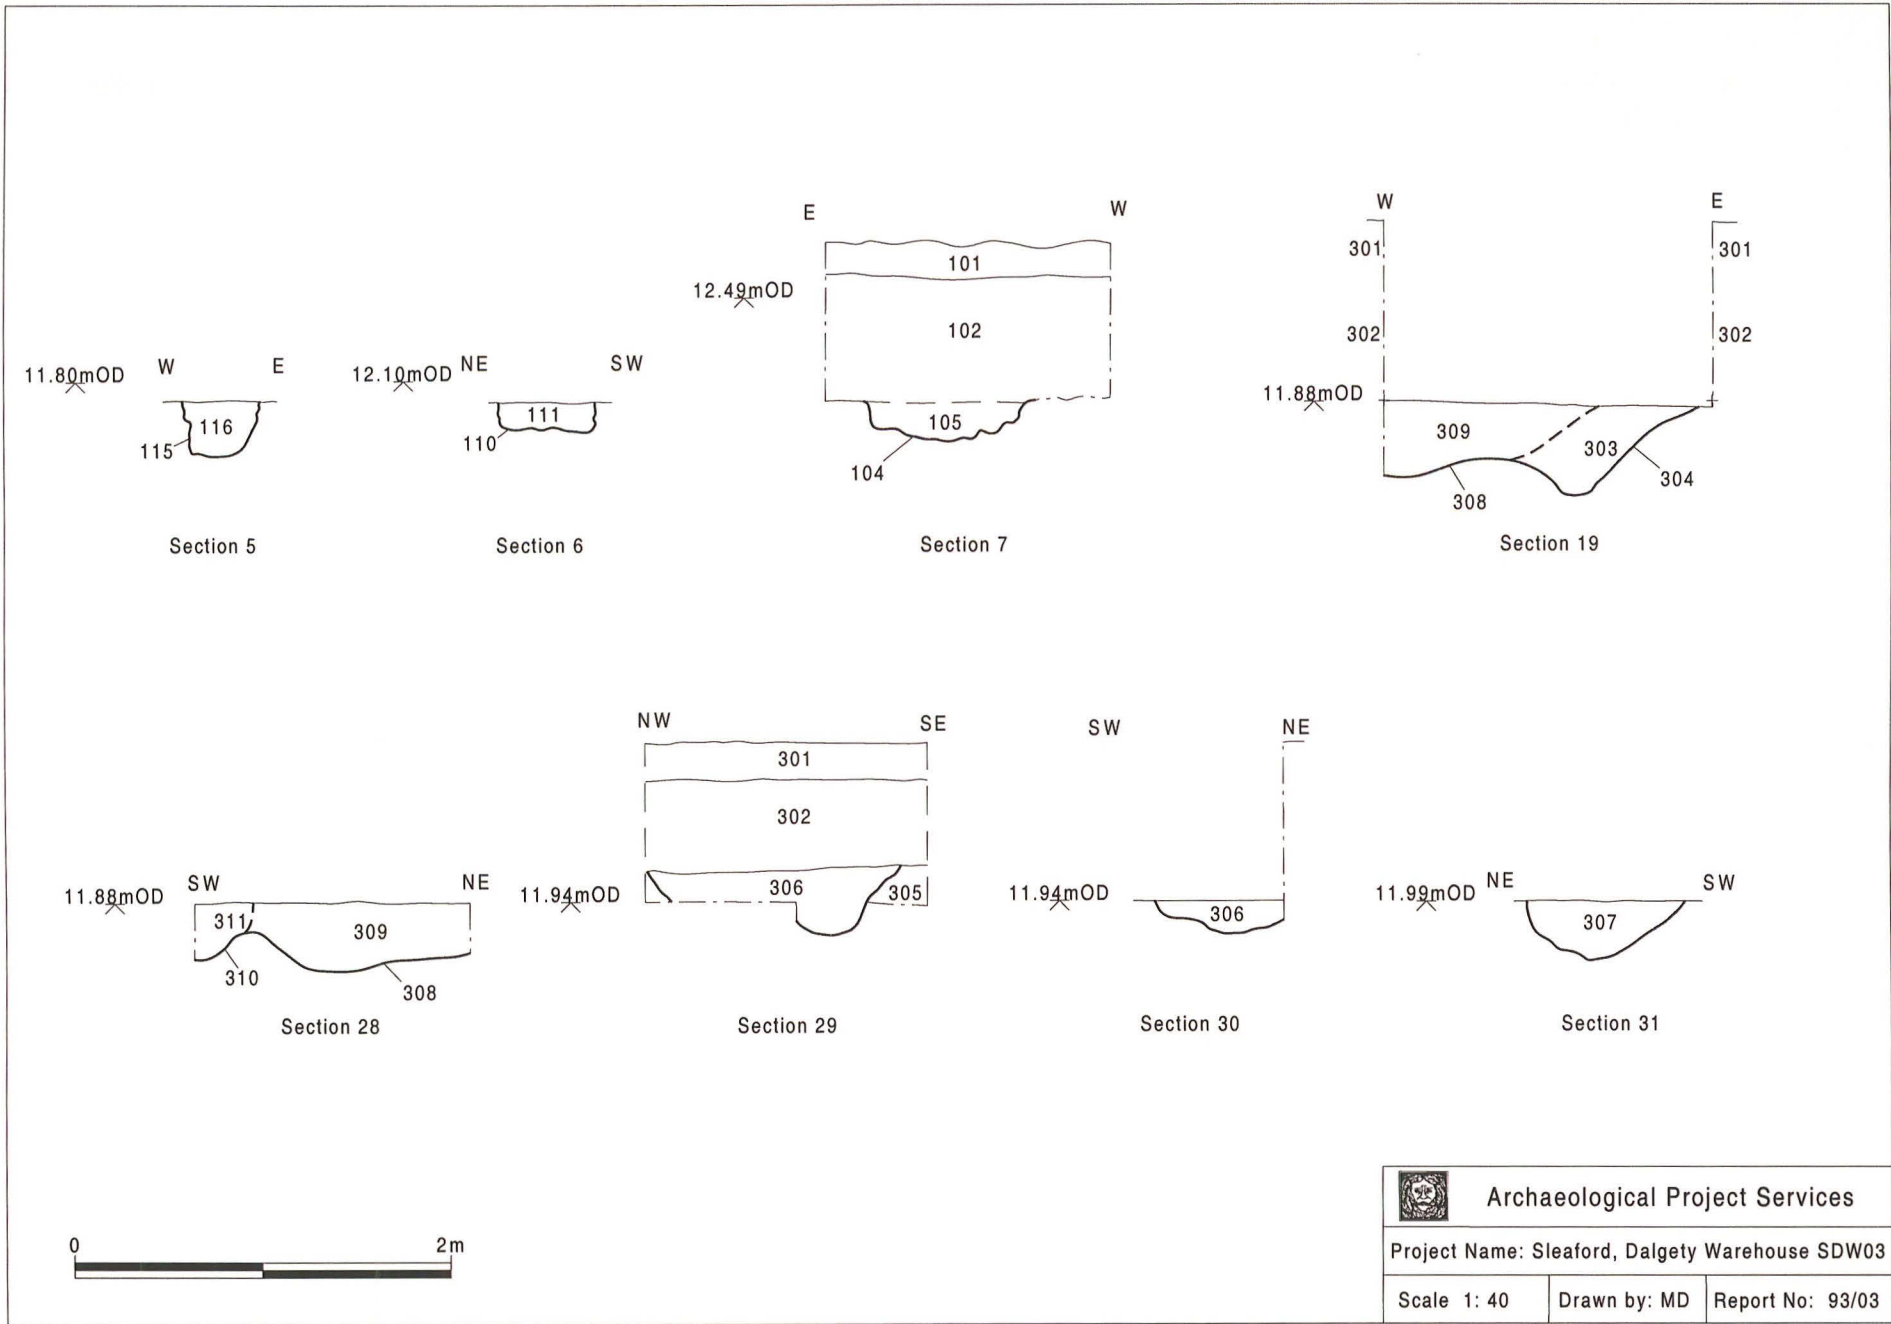 W E
11.80mOD
116
115
Section 5
NE SW
12.10mOD
111
110
Section 6
E W
101
12.49mOD
102
105
104
Section 7
W E
301 301
302 302
11.88mOD
309
303
304
308
Section 19
SW NE
11.88mOD
311
309
310
308
Section 28
NW SE
301
302
306
305
11.94mOD
Section 29
SW NE
11.94mOD
306
Section 30
NE SW
11.99mOD
307
Section 31
0 2m
Archaeological Project Services
Project Name: Sleaford, Dalgety Warehouse SDW03
Scale 1: 40 Drawn by: MD Report No: 93/03